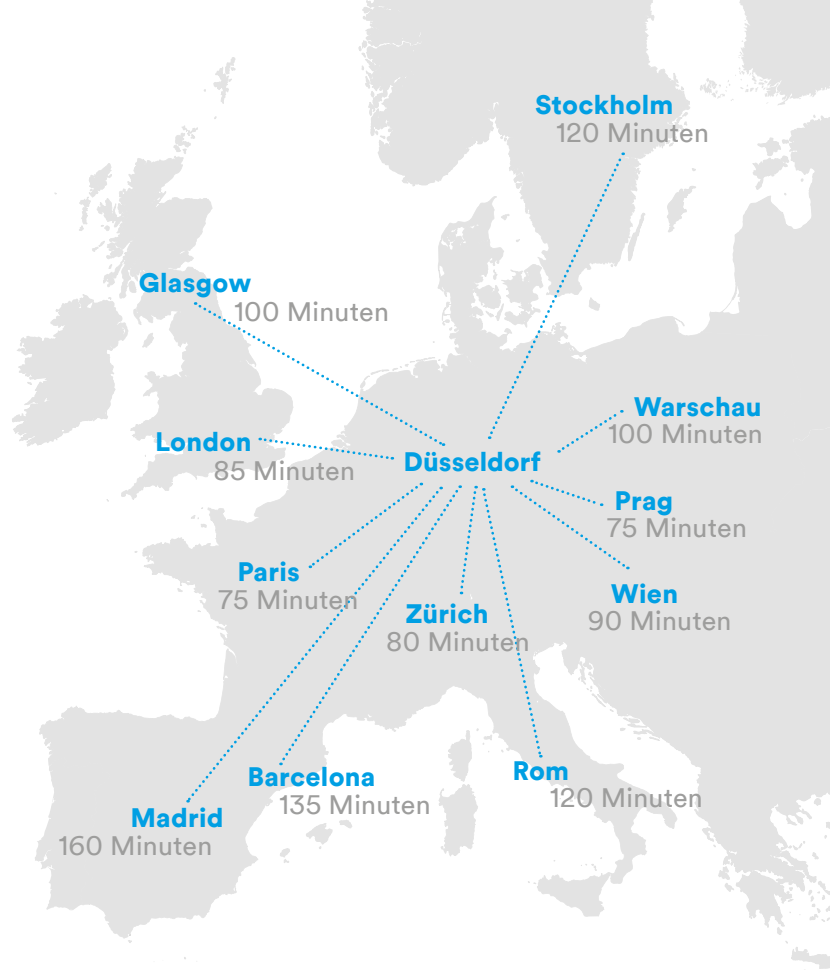 Stockholm
120 Minuten
Glasgow
100 Minuten
Warschau
100 Minuten
London
85 Minuten
Düsseldorf
Prag
75 Minuten
Paris
75 Minuten
Zürich
80 Minuten
Wien
90 Minuten
Barcelona
135 Minuten
Rom
120 Minuten
Madrid
160 Minuten